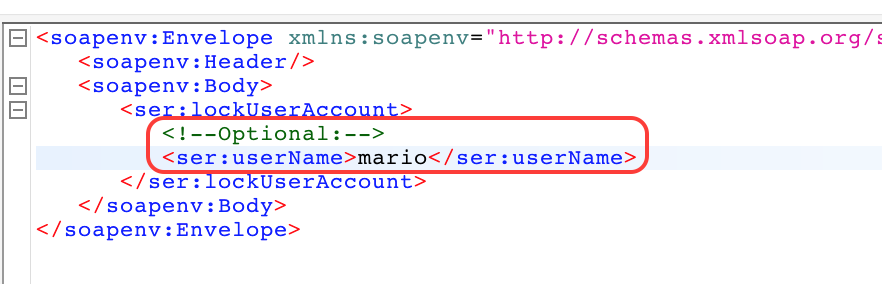 <soapenv:Envelope xmlns:soapenv="http://schemas.xmlsoap.org/s
<soapenv:Header/>
<soapenv:Body>
<ser:lockUserAccount>
<!--Optional:-->
<ser:userName>mario</ser:userName>
</ser:lockUserAccount>
</soapenv:Body>
</soapenv:Envelope>